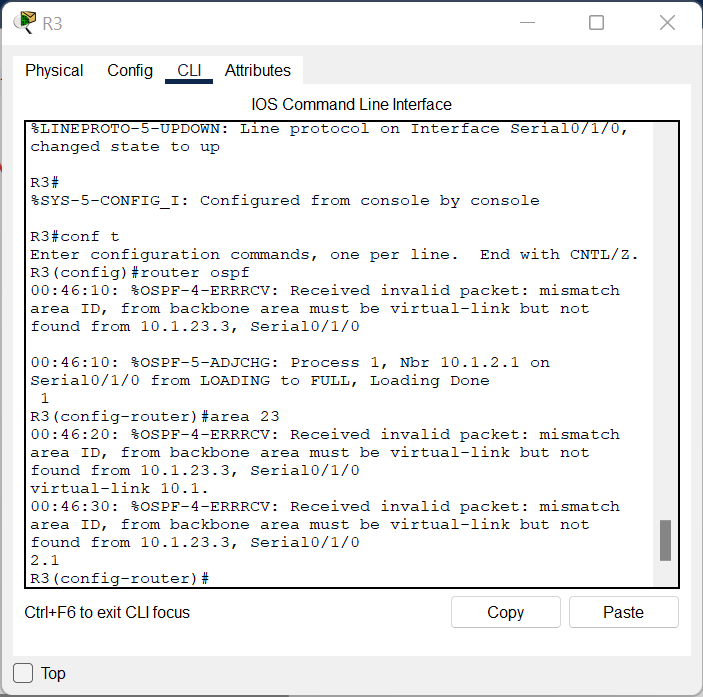 R3
Physical Config CLI Attributes
IOS Command Line Interface
%LINEPROTO-5-UPDOWN: Line protocol on Interface Serial0/1/0,
changed state to up
R3#
%SYS-5-CONFIG_I: Configured from console by console
R3#conf t
Enter configuration commands, one per line.  End with CNTL/Z.
R3(config)#router ospf
00:46:10: %OSPF-4-ERRRCV: Received invalid packet: mismatch
area ID, from backbone area must be virtual-link but not
found from 10.1.23.3, Serial0/1/0
00:46:10: %OSPF-5-ADJCHG: Process 1, Nbr 10.1.2.1 on
Serial0/1/0 from LOADING to FULL, Loading Done
1
R3(config-router)#area 23
00:46:20: %OSPF-4-ERRRCV: Received invalid packet: mismatch
area ID, from backbone area must be virtual-link but not
found from 10.1.23.3, Serial0/1/0
virtual-link 10.1.
00:46:30: %OSPF-4-ERRRCV: Received invalid packet: mismatch
area ID, from backbone area must be virtual-link but not
found from 10.1.23.3, Serial0/1/0
2.1
R3(config-router)#
Ctrl+F6 to exit CLI focus
Copy
Paste
Top